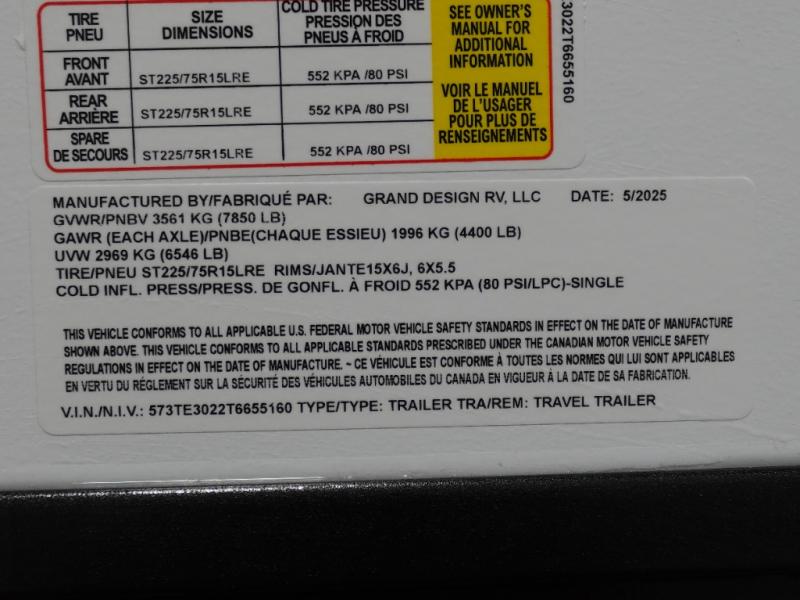 TIRE PNEU SIZE DIMENSIONS COLD TIRE PRESSURE PRESSION DES PNEUS À FROID
SEE OWNER'S
MANUAL FOR
ADDITIONAL
INFORMATION
VOIR LE MANUEL
DE L'USAGER
POUR PLUS DE
RENSEIGNEMENTS
FRONT AVANT ST225/75R15LRE 552 KPA /80 PSI
REAR ARRIÈRE ST225/75R15LRE 552 KPA /80 PSI
SPARE DE SECOURS ST225/75R15LRE 552 KPA /80 PSI
3022T6655160
MANUFACTURED BY/FABRIQUÉ PAR: GRAND DESIGN RV, LLC DATE: 5/2025
GVWR/PNBV 3561 KG (7850 LB)
GAWR (EACH AXLE)/PNBE(CHAQUE ESSIEU) 1996 KG (4400 LB)
UVW 2969 KG (6546 LB)
TIRE/PNEU ST225/75R15LRE RIMS/JANTE15X6J, 6X5.5
COLD INFL. PRESS/PRESS. DE GONFL. À FROID 552 KPA (80 PSI/LPC)-SINGLE
THIS VEHICLE CONFORMS TO ALL APPLICABLE U.S. FEDERAL MOTOR VEHICLE SAFETY STANDARDS IN EFFECT ON THE DATE OF MANUFACTURE
SHOWN ABOVE. THIS VEHICLE CONFORMS TO ALL APPLICABLE STANDARDS PRESCRIBED UNDER THE CANADIAN MOTOR VEHICLE SAFETY
REGULATIONS IN EFFECT ON THE DATE OF MANUFACTURE. ~ CE VÉHICULE EST CONFORME À TOUTES LES NORMES QUI LUI SONT APPLICABLES
EN VERTU DU RÉGLEMENT SUR LA SÉCURITÉ DES VÉHICULES AUTOMOBILES DU CANADA EN VIGUEUR À LA DATE DE SA FABRICATION.
V.I.N./N.I.V.: 573TE3022T6655160 TYPE/TYPE: TRAILER TRA/REM: TRAVEL TRAILER